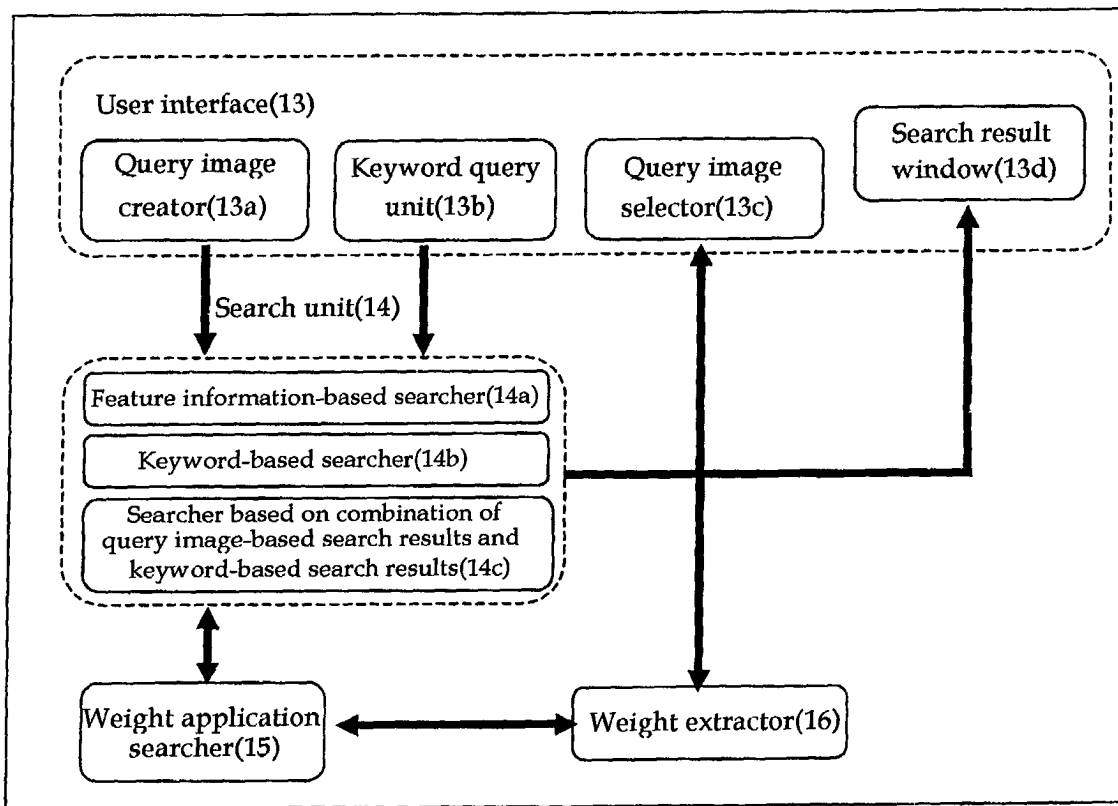 User interface(13)
Query image
creator(13a)
Keyword query
unit(13b)
Query image
selector(13c)
Search result
window(13d)
Search unit(14)
Feature information-based searcher(14a)
Keyword-based searcher(14b)
Searcher based on combination of
query image-based search results and
keyword-based search results(14c)
Weight application
searcher(15)
Weight extractor(16)